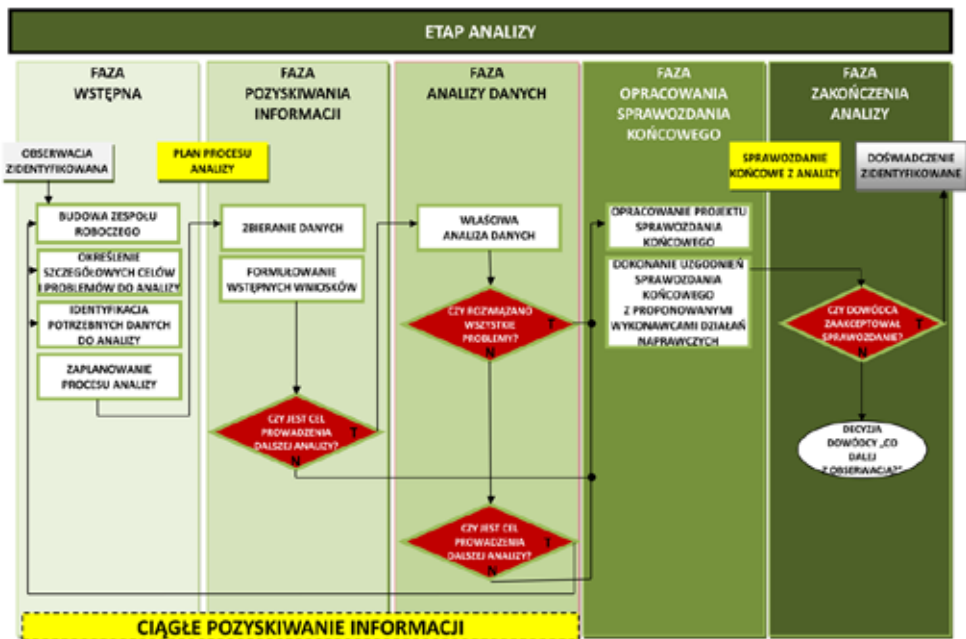 ETAP ANALIZY
FAZA
WSTĘPNA
OBSERWACJA
ZIDENTYFIKOWANA
BUDOWA ZESPOŁU
ROBOCZEGO
OKREŚLENIE
SZCZEGÓŁOWYCH CELÓW
I PROBLEMÓW DO ANALIZY
IDENTYFIKACJA
POTRZEBNYCH DANYCH
DO ANALIZY
ZAPLANOWANIE
PROCESU ANALIZY
FAZA
POZYSKIWANIA
INFORMACJI
PLAN PROCESU
ANALIZY
ZBIERANIE DANYCH
FORMUŁOWANIE
WSTĘPNYCH WNIOSKÓW
CZY JEST CEL
PROWADZENIA
DALSZEJ ANALIZY?
T
N
FAZA
ANALIZY DANYCH
WŁAŚCIWA
ANALIZA DANYCH
CZY ROZWIĄZANO
WSZYSTKIE
PROBLEMY?
T
N
CZY JEST CEL
PROWADZENIA
DALSZEJ ANALIZY?
T
N
FAZA
OPRACOWANIA
SPRAWOZDANIA
KOŃCOWEGO
SPRAWOZDANIE
KOŃCOWE Z ANALIZY
OPRACOWANIE PROJEKTU
SPRAWOZDANIA
KOŃCOWEGO
DOKONANIE UZGODNIEŃ
SPRAWOZDANIA
KOŃCOWEGO
Z PROPONOWANYMI
WYKONAWCAMI DZIAŁAŃ
NAPRAWCZYCH
FAZA
ZAKOŃCZENIA
ANALIZY
DOŚWIADCZENIE
ZIDENTYFIKOWANE
CZY DOWÓDCA
ZAAKCEPTOWAŁ
SPRAWOZDANIE?
T
N
DECYZJA
DOWÓDCY „CO
DALEJ
Z OBSERWACJĄ?"
CIĄGŁE POZYSKIWANIE INFORMACJI